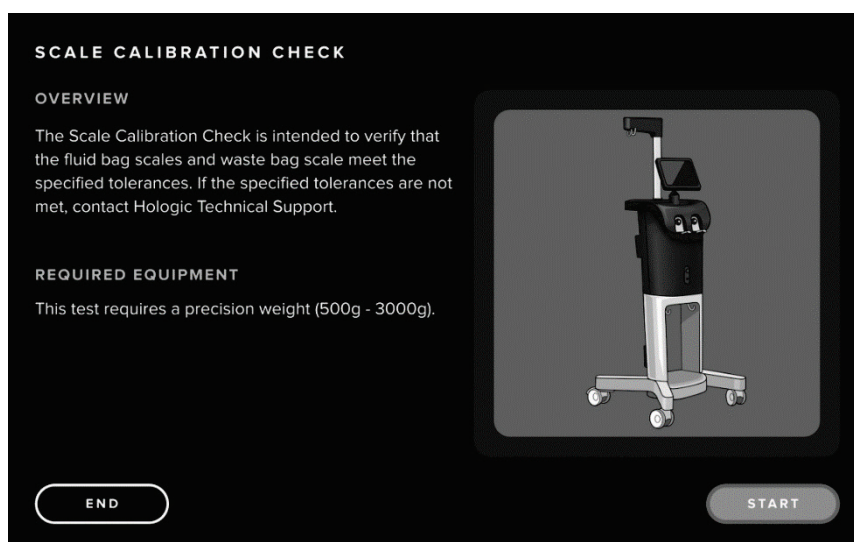 SCALE CALIBRATION CHECK
OVERVIEW
The Scale Calibration Check is intended to verify that
the fluid bag scales and waste bag scale meet the
specified tolerances. If the specified tolerances are not
met, contact Hologic Technical Support.
REQUIRED EQUIPMENT
This test requires a precision weight (500g - 3000g).
END
START